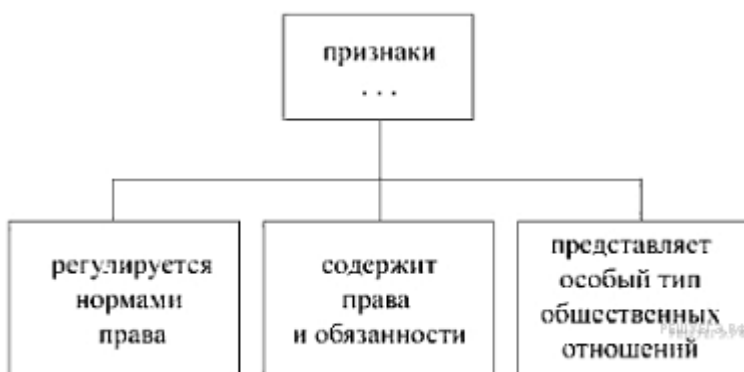 признаки
. . .
регулируется
нормами
права
содержит
права
и обязанности
представляет
особый тип
общественных
отношений